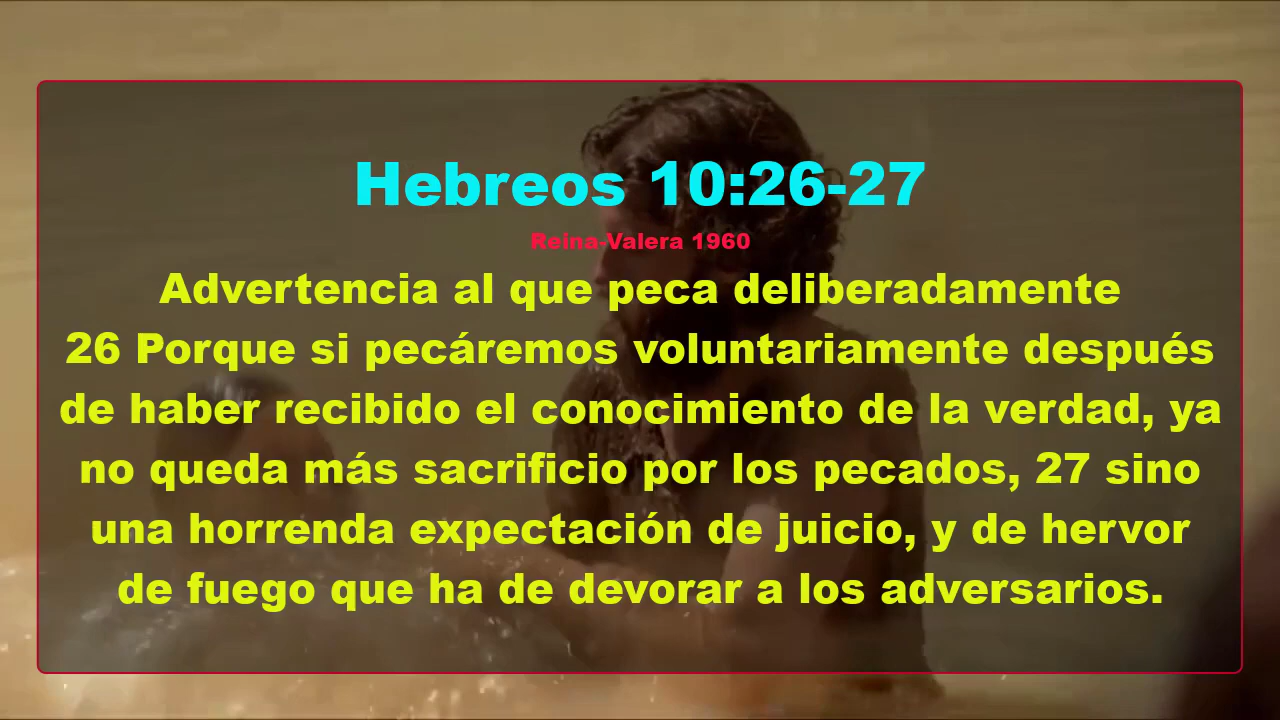 Hebreos 10:26-27
Reina-Valera 1960
Advertencia al que peca deliberadamente
26 Porque si pecáremos voluntariamente después
de haber recibido el conocimiento de la verdad, ya
no queda más sacrificio por los pecados, 27 sino
una horrenda expectación de juicio, y de hervor
de fuego que ha de devorar a los adversarios.